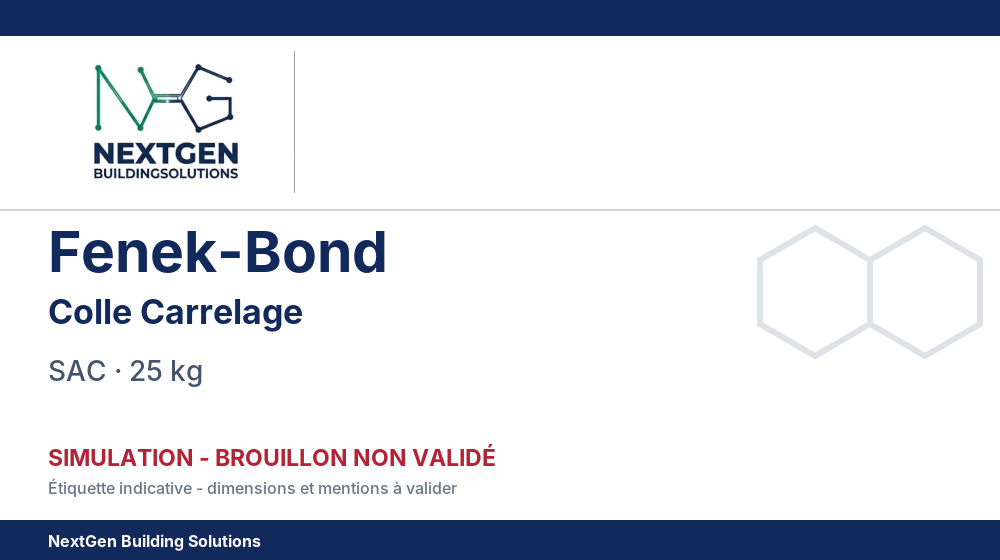 NEXTGEN
BUILDINGSOLUTIONS
Fenek-Bond
Colle Carrelage
SAC · 25 kg
SIMULATION - BROUILLON NON VALIDÉ
Étiquette indicative - dimensions et mentions à valider
NextGen Building Solutions